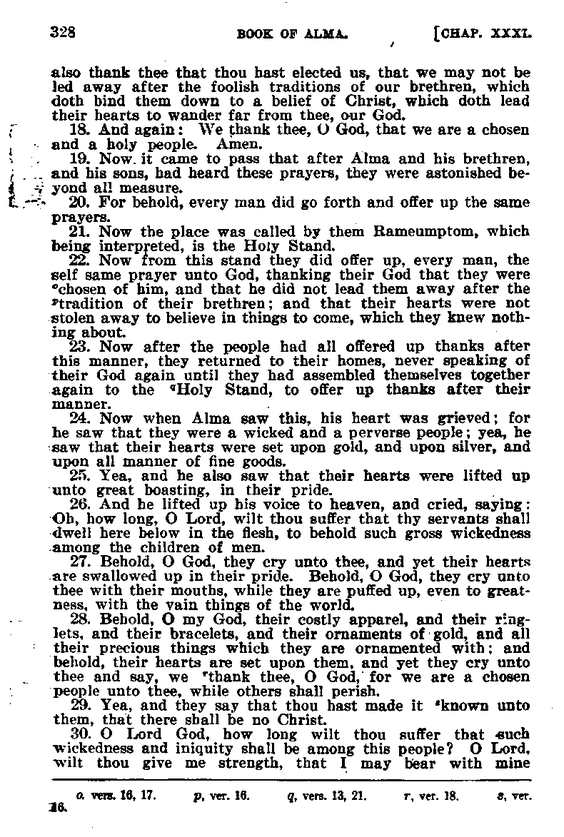 328 BOOK OF ALMA. [CHAP. XXXI.
also thank thee that thou hast elected us, that we may not be
led away after the foolish traditions of our brethren, which
doth bind them down to a belief of Christ, which doth lead
their hearts to wander far from thee, our God.
18. And again: We thank thee, O God, that we are a chosen
and a holy people. Amen.
19. Now it came to pass that after Alma and his brethren,
and his sons, had heard these prayers, they were astonished be-
yond all measure.
20. For behold, every man did go forth and offer up the same
prayers.
21. Now the place was called by them Rameumptom, which
being interpreted, is the Holy Stand.
22. Now from this stand they did offer up, every man, the
self same prayer unto God, thanking their God that they were
ᵒchosen of him, and that he did not lead them away after the
ᵖtradition of their brethren; and that their hearts were not
stolen away to believe in things to come, which they knew noth-
ing about.
23. Now after the people had all offered up thanks after
this manner, they returned to their homes, never speaking of
their God again until they had assembled themselves together
again to the qHoly Stand, to offer up thanks after their
manner.
24. Now when Alma saw this, his heart was grieved; for
he saw that they were a wicked and a perverse people; yea, he
saw that their hearts were set upon gold, and upon silver, and
upon all manner of fine goods.
25. Yea, and he also saw that their hearts were lifted up
unto great boasting, in their pride.
26. And he lifted up his voice to heaven, and cried, saying:
Oh, how long, O Lord, wilt thou suffer that thy servants shall
dwell here below in the flesh, to behold such gross wickedness
among the children of men.
27. Behold, O God, they cry unto thee, and yet their hearts
are swallowed up in their pride. Behold, O God, they cry unto
thee with their mouths, while they are puffed up, even to great-
ness, with the vain things of the world.
28. Behold, O my God, their costly apparel, and their ring-
lets, and their bracelets, and their ornaments of gold, and all
their precious things which they are ornamented with; and
behold, their hearts are set upon them, and yet they cry unto
thee and say, we ʳthank thee, O God, for we are a chosen
people unto thee, while others shall perish.
29. Yea, and they say that thou hast made it ˢknown unto
them, that there shall be no Christ.
30. O Lord God, how long wilt thou suffer that such
wickedness and iniquity shall be among this people? O Lord,
wilt thou give me strength, that I may bear with mine
o. vers. 16, 17. p, ver. 16. q, vers. 13, 21. r, ver. 18. s, ver.
16.